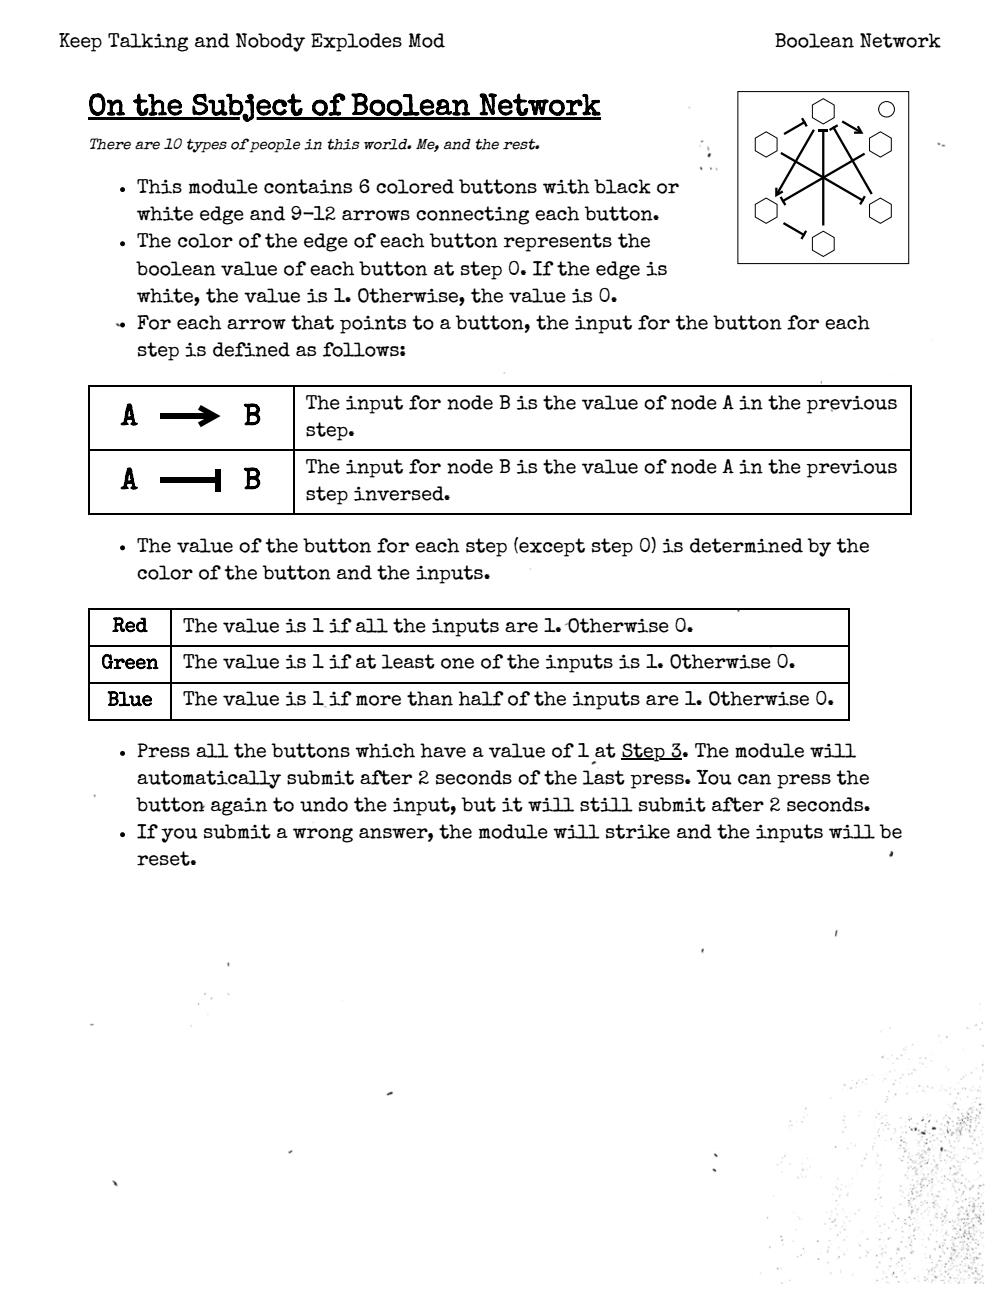 Keep Talking and Nobody Explodes Mod
Boolean Network
On the Subject of Boolean Network
There are 10 types of people in this world. Me, and the rest.
• This module contains 6 colored buttons with black or
white edge and 9-12 arrows connecting each button.
• The color of the edge of each button represents the
boolean value of each button at step 0. If the edge is
white, the value is 1. Otherwise, the value is 0.
• For each arrow that points to a button, the input for the button for each
step is defined as follows:
A B
The input for node B is the value of node A in the previous
step.
A B
The input for node B is the value of node A in the previous
step inversed.
• The value of the button for each step (except step 0) is determined by the
color of the button and the inputs.
Red The value is 1 if all the inputs are 1. Otherwise 0.
Green The value is 1 if at least one of the inputs is 1. Otherwise 0.
Blue The value is 1 if more than half of the inputs are 1. Otherwise 0.
• Press all the buttons which have a value of 1 at Step 3. The module will
automatically submit after 2 seconds of the last press. You can press the
button again to undo the input, but it will still submit after 2 seconds.
• If you submit a wrong answer, the module will strike and the inputs will be
reset.